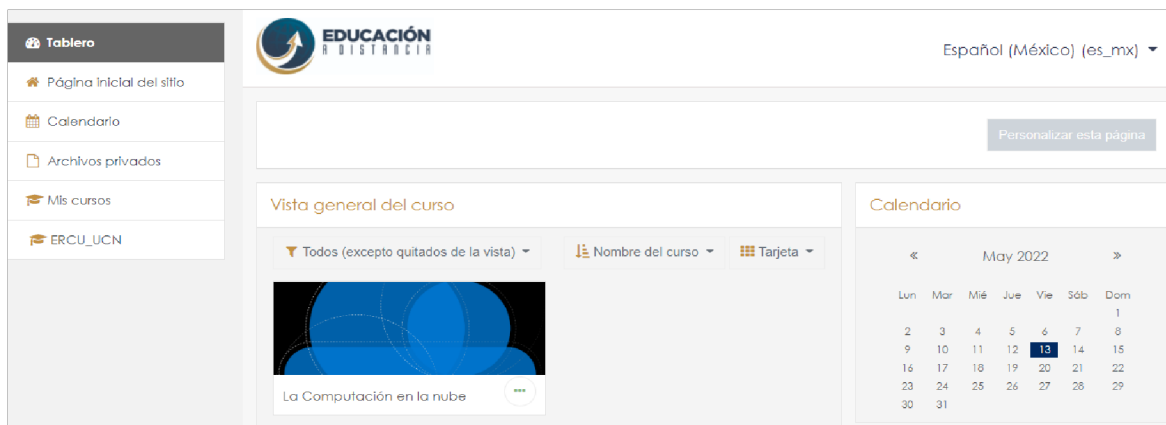 Tablero
Página inicial del sitio
Calendario
Archivos privados
Mis cursos
ERCU_UCN
EDUCACIÓN
A DISTANCIA
Español (México) (es_mx)
Personalizar esta página
Vista general del curso
Todos (excepto quitados de la vista)
Nombre del curso
Tarjeta
La Computación en la nube
Calendario
« May 2022 »
Lun Mar Mié Jue Vie Sáb Dom
1
2 3 4 5 6 7 8
9 10 11 12 13 14 15
16 17 18 19 20 21 22
23 24 25 26 27 28 29
30 31